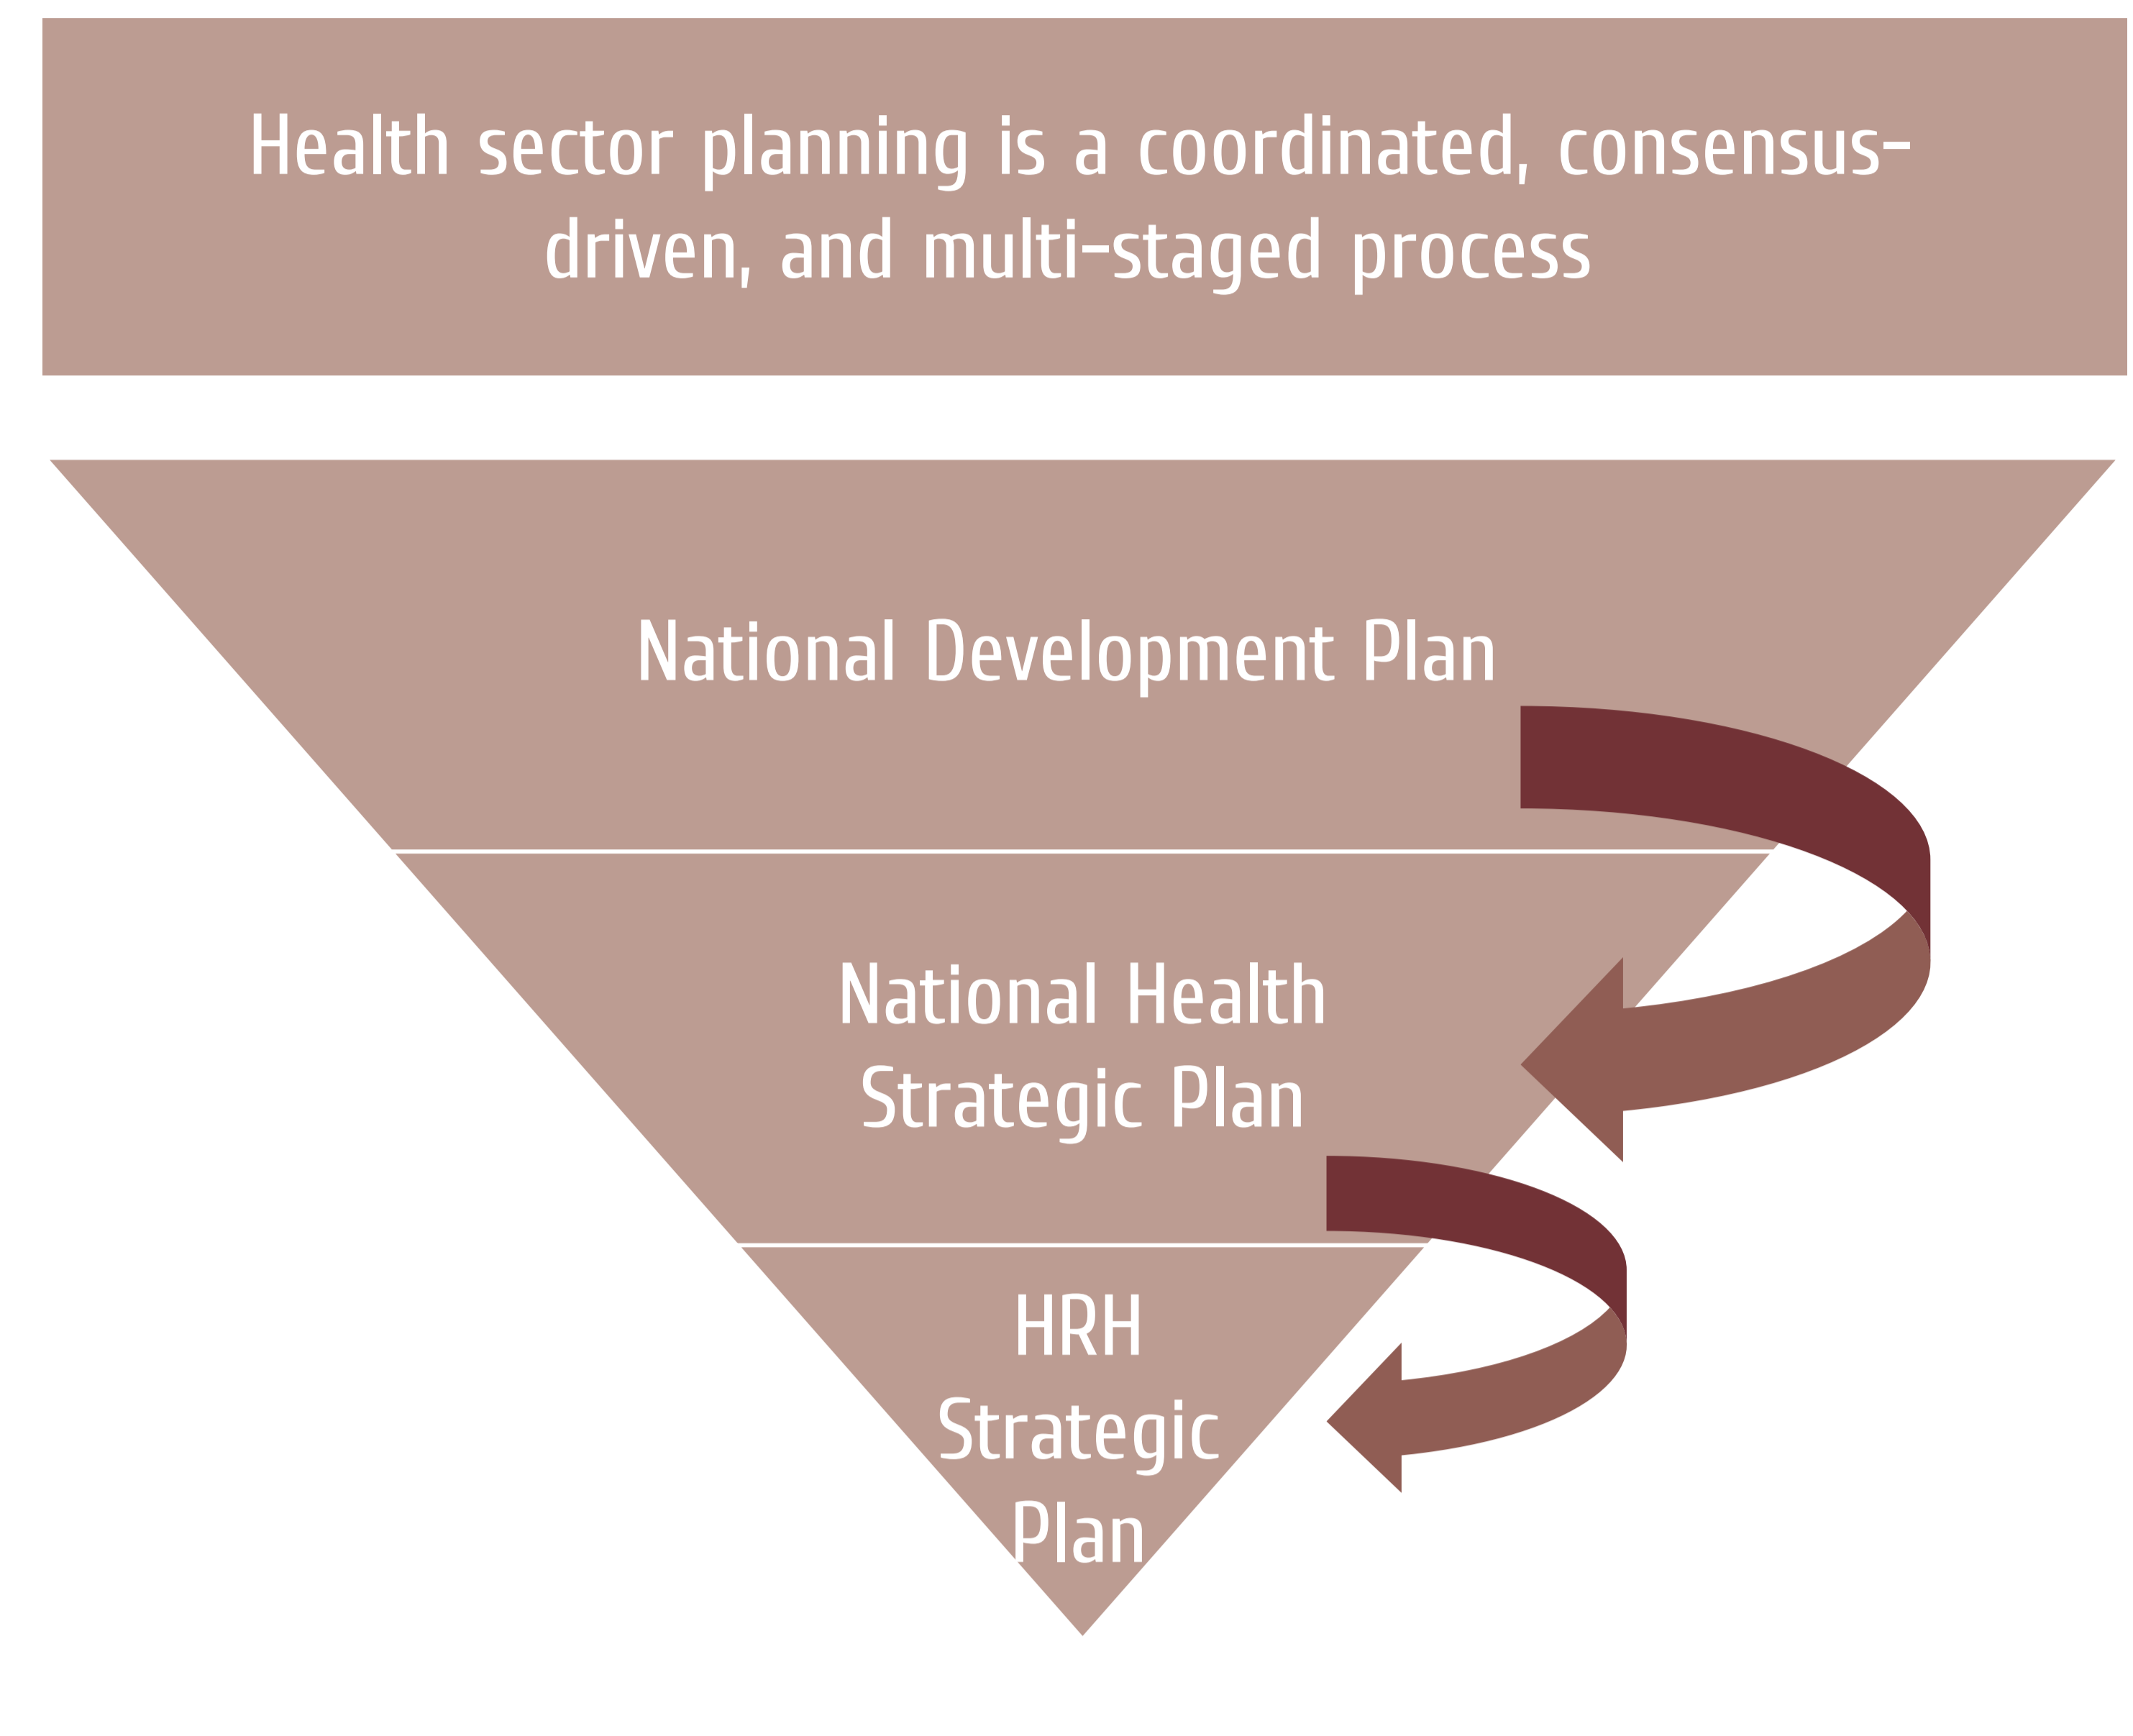 Health sector planning is a coordinated, consensus-
driven, and multi-staged process
National Development Plan
National Health
Strategic Plan
HRH
Strategic
Plan